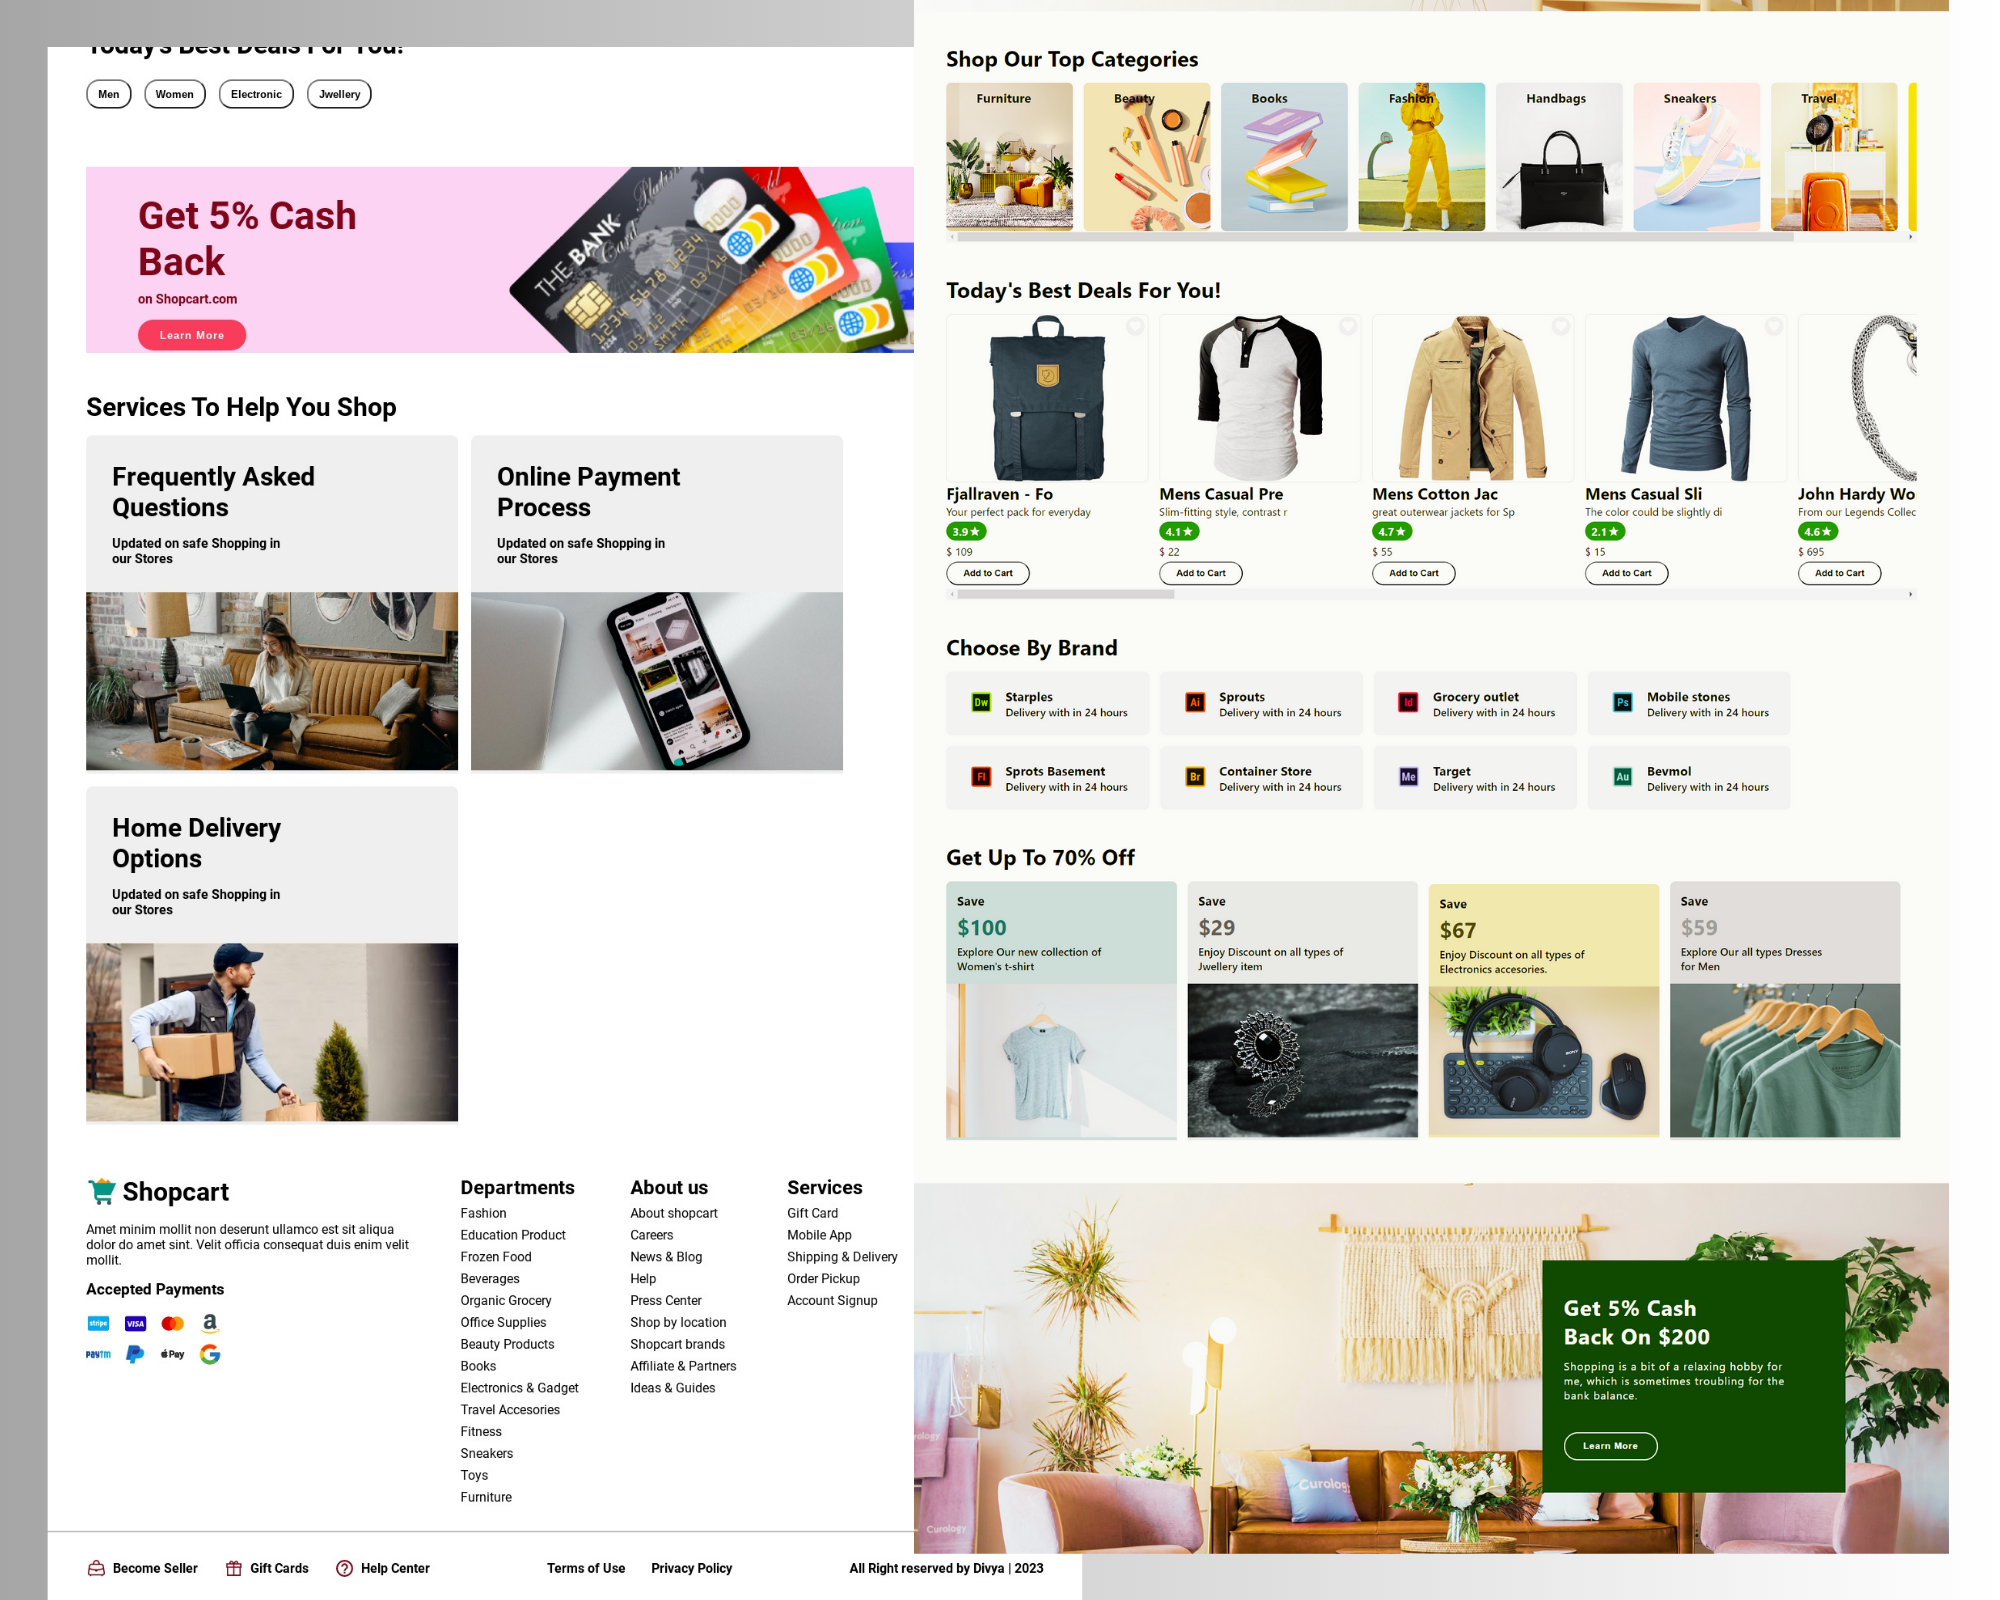 Today's Best Deals For You!
Men
Women
Electronic
Jwellery
Get 5% Cash
Back
on Shopcart.com
Learn More
THE BANK
Card
Platinum
5678 1234 0000
1234
03/12
03/16
SMITH
Services To Help You Shop
Frequently Asked
Questions
Updated on safe Shopping in
our Stores
Online Payment
Process
Updated on safe Shopping in
our Stores
Home Delivery
Options
Updated on safe Shopping in
our Stores
Shopcart
Amet minim mollit non deserunt ullamco est sit aliqua
dolor do amet sint. Velit officia consequat duis enim velit
mollit.
Accepted Payments
stripe
VISA
a
Paytm
Pay
G
Departments
Fashion
Education Product
Frozen Food
Beverages
Organic Grocery
Office Supplies
Beauty Products
Books
Electronics & Gadget
Travel Accesories
Fitness
Sneakers
Toys
Furniture
About us
About shopcart
Careers
News & Blog
Help
Press Center
Shop by location
Shopcart brands
Affiliate & Partners
Ideas & Guides
Services
Gift Card
Mobile App
Shipping & Delivery
Order Pickup
Account Signup
Become Seller
Gift Cards
Help Center
Terms of Use
Privacy Policy
All Right reserved by Divya | 2023
Shop Our Top Categories
Furniture
Beauty
Books
Fashion
Handbags
Sneakers
Travel
Today's Best Deals For You!
Fjallraven - Fo
Your perfect pack for everyday
3.9
$ 109
Add to Cart
Mens Casual Pre
Slim-fitting style, contrast r
4.1
$ 22
Add to Cart
Mens Cotton Jac
great outerwear jackets for Sp
4.7
$ 55
Add to Cart
Mens Casual Sli
The color could be slightly di
2.1
$ 15
Add to Cart
John Hardy Wo
From our Legends Collec
4.6
$ 695
Add to Cart
Choose By Brand
Dw
Starples
Delivery with in 24 hours
Ai
Sprouts
Delivery with in 24 hours
Id
Grocery outlet
Delivery with in 24 hours
Ps
Mobile stones
Delivery with in 24 hours
Fl
Sprots Basement
Delivery with in 24 hours
Br
Container Store
Delivery with in 24 hours
Me
Target
Delivery with in 24 hours
Au
Bevmol
Delivery with in 24 hours
Get Up To 70% Off
Save
$100
Explore Our new collection of
Women's t-shirt
Save
$29
Enjoy Discount on all types of
Jwellery item
Save
$67
Enjoy Discount on all types of
Electronics accesories.
SONY
Save
$59
Explore Our all types Dresses
for Men
Get 5% Cash
Back On $200
Shopping is a bit of a relaxing hobby for
me, which is sometimes troubling for the
bank balance.
Learn More
Curology
Curology